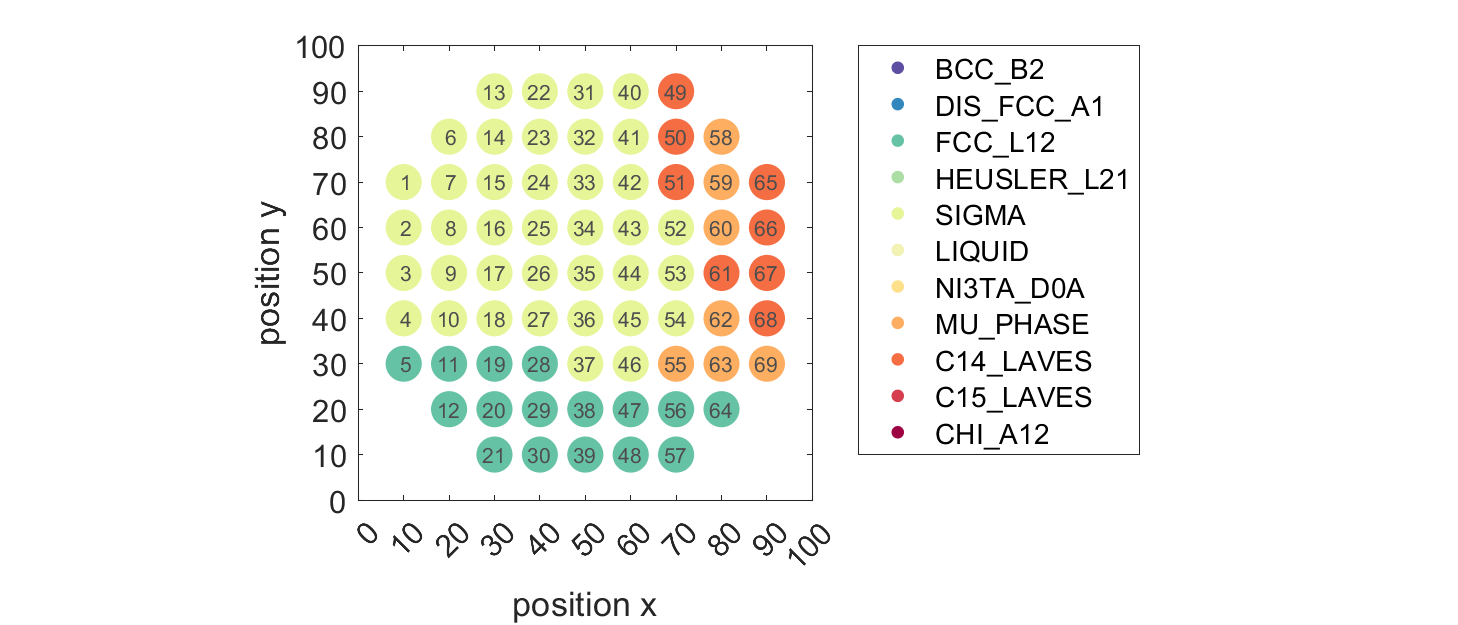 100
90 13 22 31 40 49
80 6 14 23 32 41 50 58
70 1 7 15 24 33 42 51 59 65
60 2 8 16 25 34 43 52 60 66
50 3 9 17 26 35 44 53 61 67
40 4 10 18 27 36 45 54 62 68
30 5 11 19 28 37 46 55 63 69
20 12 20 29 38 47 56 64
10 21 30 39 48 57
0
0 10 20 30 40 50 60 70 80 90 100
position x
position y
BCC_B2
DIS_FCC_A1
FCC_L12
HEUSLER_L21
SIGMA
LIQUID
NI3TA_D0A
MU_PHASE
C14_LAVES
C15_LAVES
CHI_A12